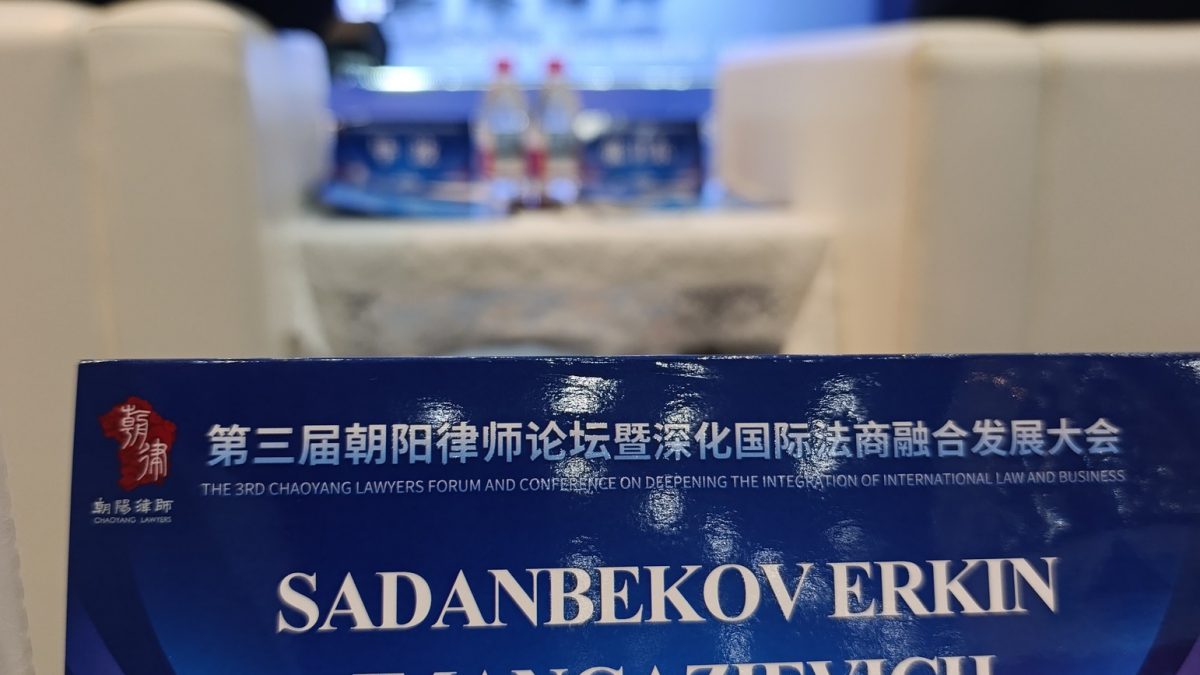 朝律
朝陽律師
CHAOYANG LAWYERS
第三届朝阳律师论坛暨深化国际法商融合发展大会
THE 3RD CHAOYANG LAWYERS FORUM AND CONFERENCE ON DEEPENING THE INTEGRATION OF INTERNATIONAL LAW AND BUSINESS
SADANBEKOV ERKIN